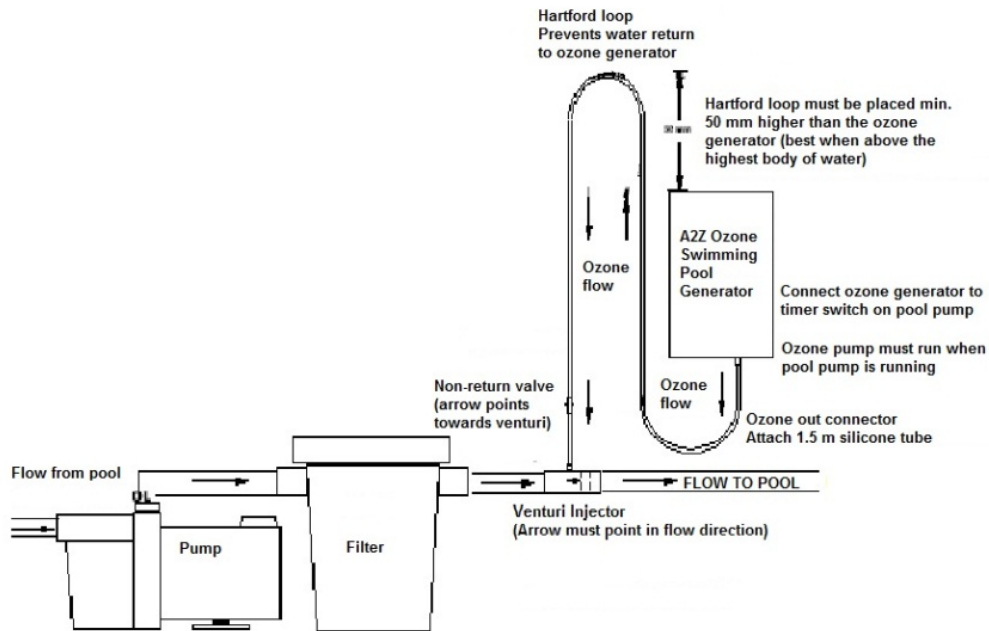 Hartford loop
Prevents water return
to ozone generator
Hartford loop must be placed min.
50 mm higher than the ozone
generator (best when above the
highest body of water)
A2Z Ozone
Swimming
Pool
Generator
Ozone
flow
Connect ozone generator to
timer switch on pool pump
Ozone pump must run when
pool pump is running
Non-return valve
(arrow points
towards venturi)
Ozone
flow
Ozone out connector
Attach 1.5 m silicone tube
Flow from pool
FLOW TO POOL
Venturi Injector
(Arrow must point in flow direction)
Pump
Filter